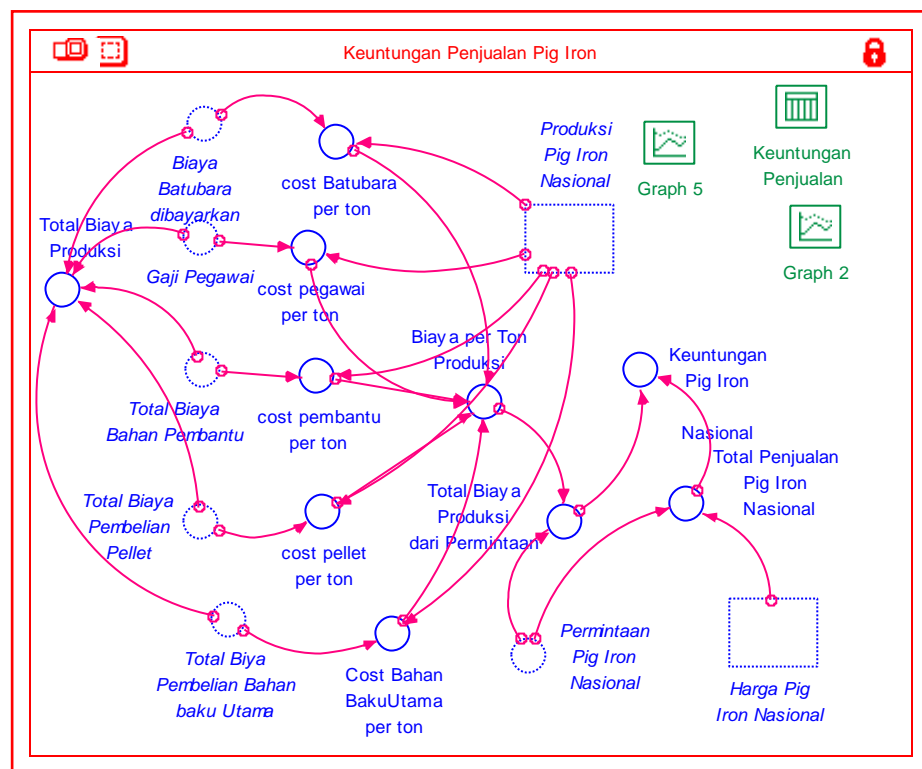 Keuntungan Penjualan Pig Iron
Biaya
Batubara
dibayarkan
cost Batubara
per ton
Produksi
Pig Iron
Nasional
Graph 5
Keuntungan
Penjualan
Graph 2
Total Biaya
Produksi
Gaji Pegawai
cost pegawai
per ton
Biaya per Ton
Produksi
Keuntungan
Pig Iron
Nasional
Total Biaya
Bahan Pembantu
cost pembantu
per ton
Total Penjualan
Pig Iron
Nasional
Total Biaya
Pembelian
Pellet
cost pellet
per ton
Total Biaya
Produksi
dari Permintaan
Total Biya
Pembelian Bahan
baku Utama
Cost Bahan
BakuUtama
per ton
Permintaan
Pig Iron
Nasional
Harga Pig
Iron Nasional